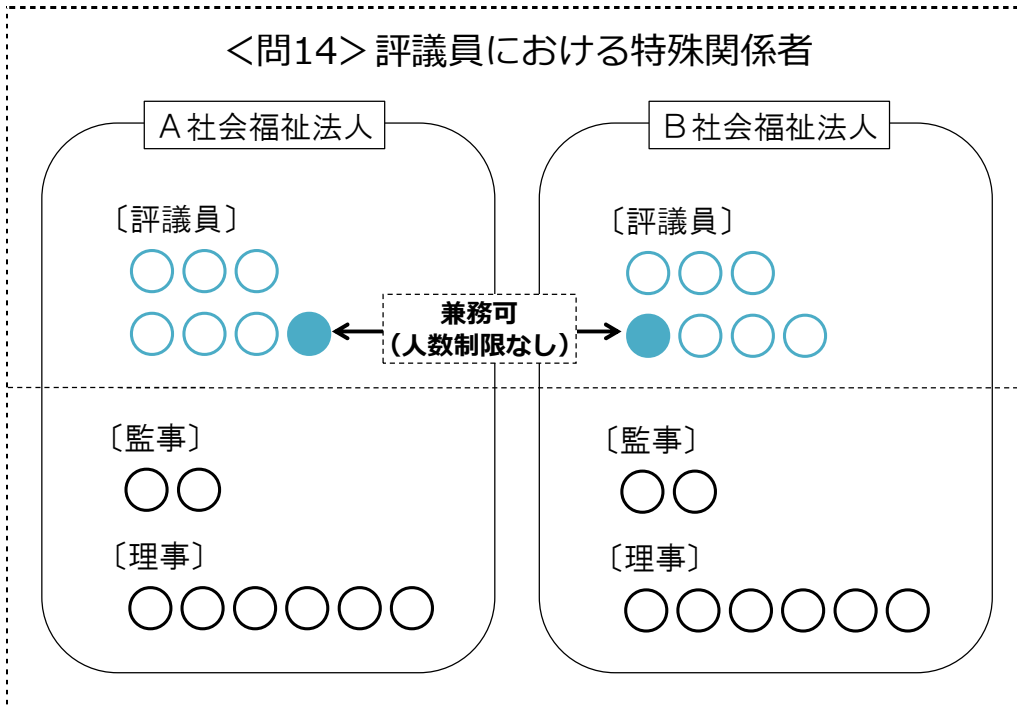 ＜問14＞評議員における特殊関係者
Ａ社会福祉法人
Ｂ社会福祉法人
〔評議員〕
〔評議員〕
兼務可
（人数制限なし）
〔監事〕
〔監事〕
〔理事〕
〔理事〕